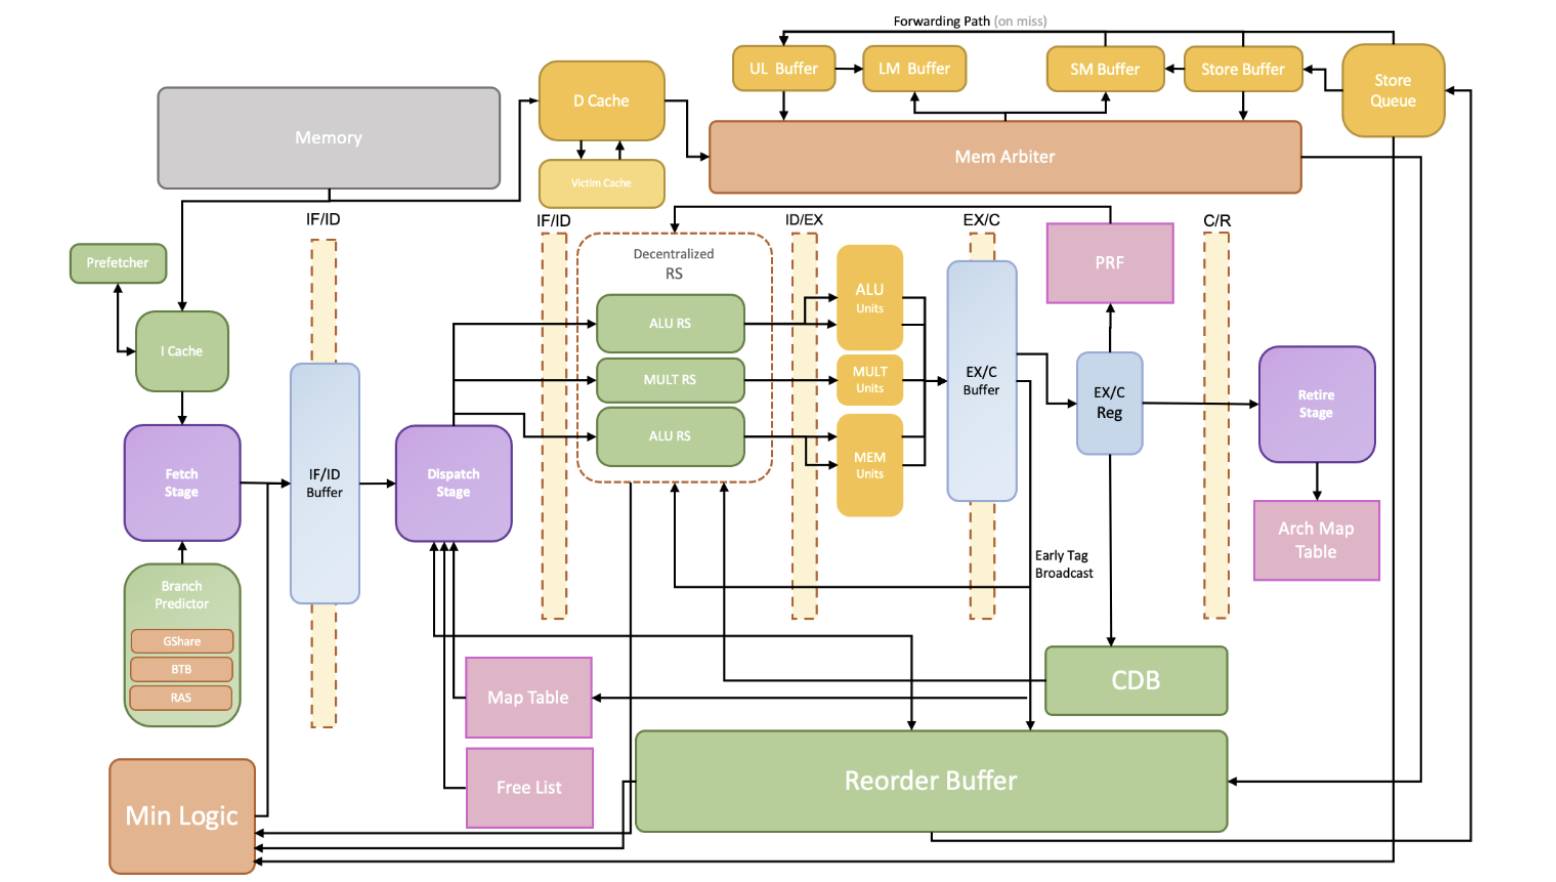 Forwarding Path (on miss)
UL Buffer
LM Buffer
SM Buffer
Store Buffer
Store
Queue
D Cache
Memory
Mem Arbiter
Victim Cache
IF/ID
IF/ID
ID/EX
EX/C
C/R
Prefetcher
Decentralized
RS
PRF
ALU
Units
ALU RS
I Cache
MULT RS
MULT
Units
EX/C
Buffer
EX/C
Reg
Retire
Stage
ALU RS
MEM
Units
Fetch
Stage
IF/ID
Buffer
Dispatch
Stage
Arch Map
Table
Early Tag
Broadcast
Branch
Predictor
GShare
BTB
RAS
Map Table
CDB
Free List
Reorder Buffer
Min Logic